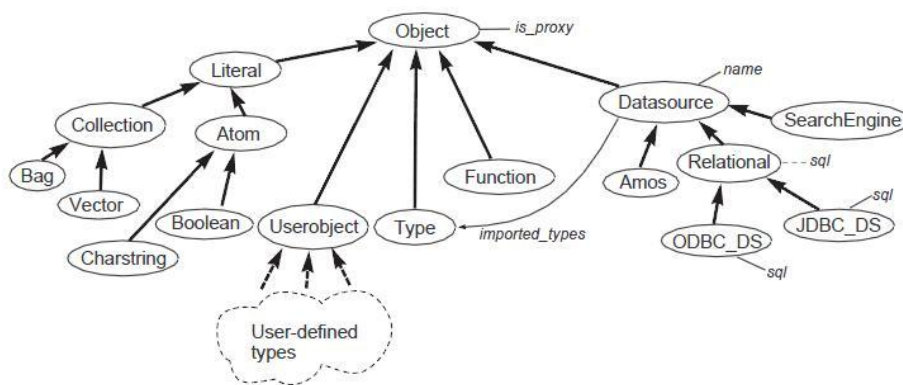 Object
is_proxy
Literal
name
Datasource
Collection
Atom
SearchEngine
Bag
Relational
sql
Function
Amos
Vector
Boolean
Userobject
Type
imported_types
sql
ODBC_DS
JDBC_DS
Charstring
sql
User-defined
types